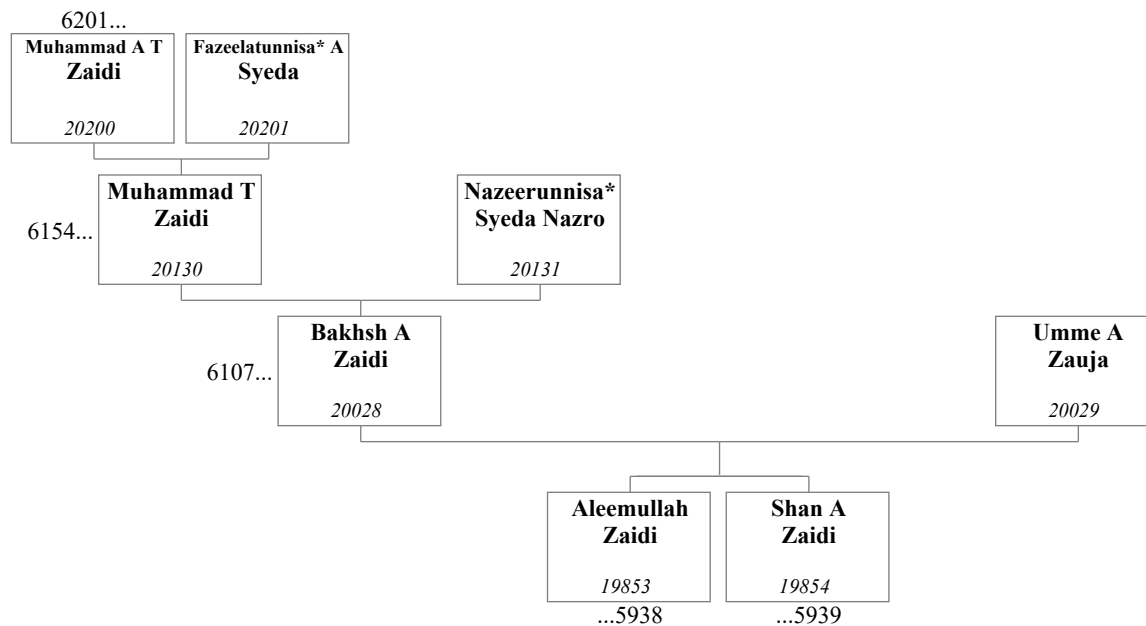 6201...
Muhammad A T
Zaidi
20200
Fazeelatunnisa* A
Syeda
20201
6154...
Muhammad T
Zaidi
20130
Nazeerunnisa*
Syeda Nazro
20131
6107...
Bakhsh A
Zaidi
20028
Umme A
Zauja
20029
Aleemullah
Zaidi
19853
...5938
Shan A
Zaidi
19854
...5939